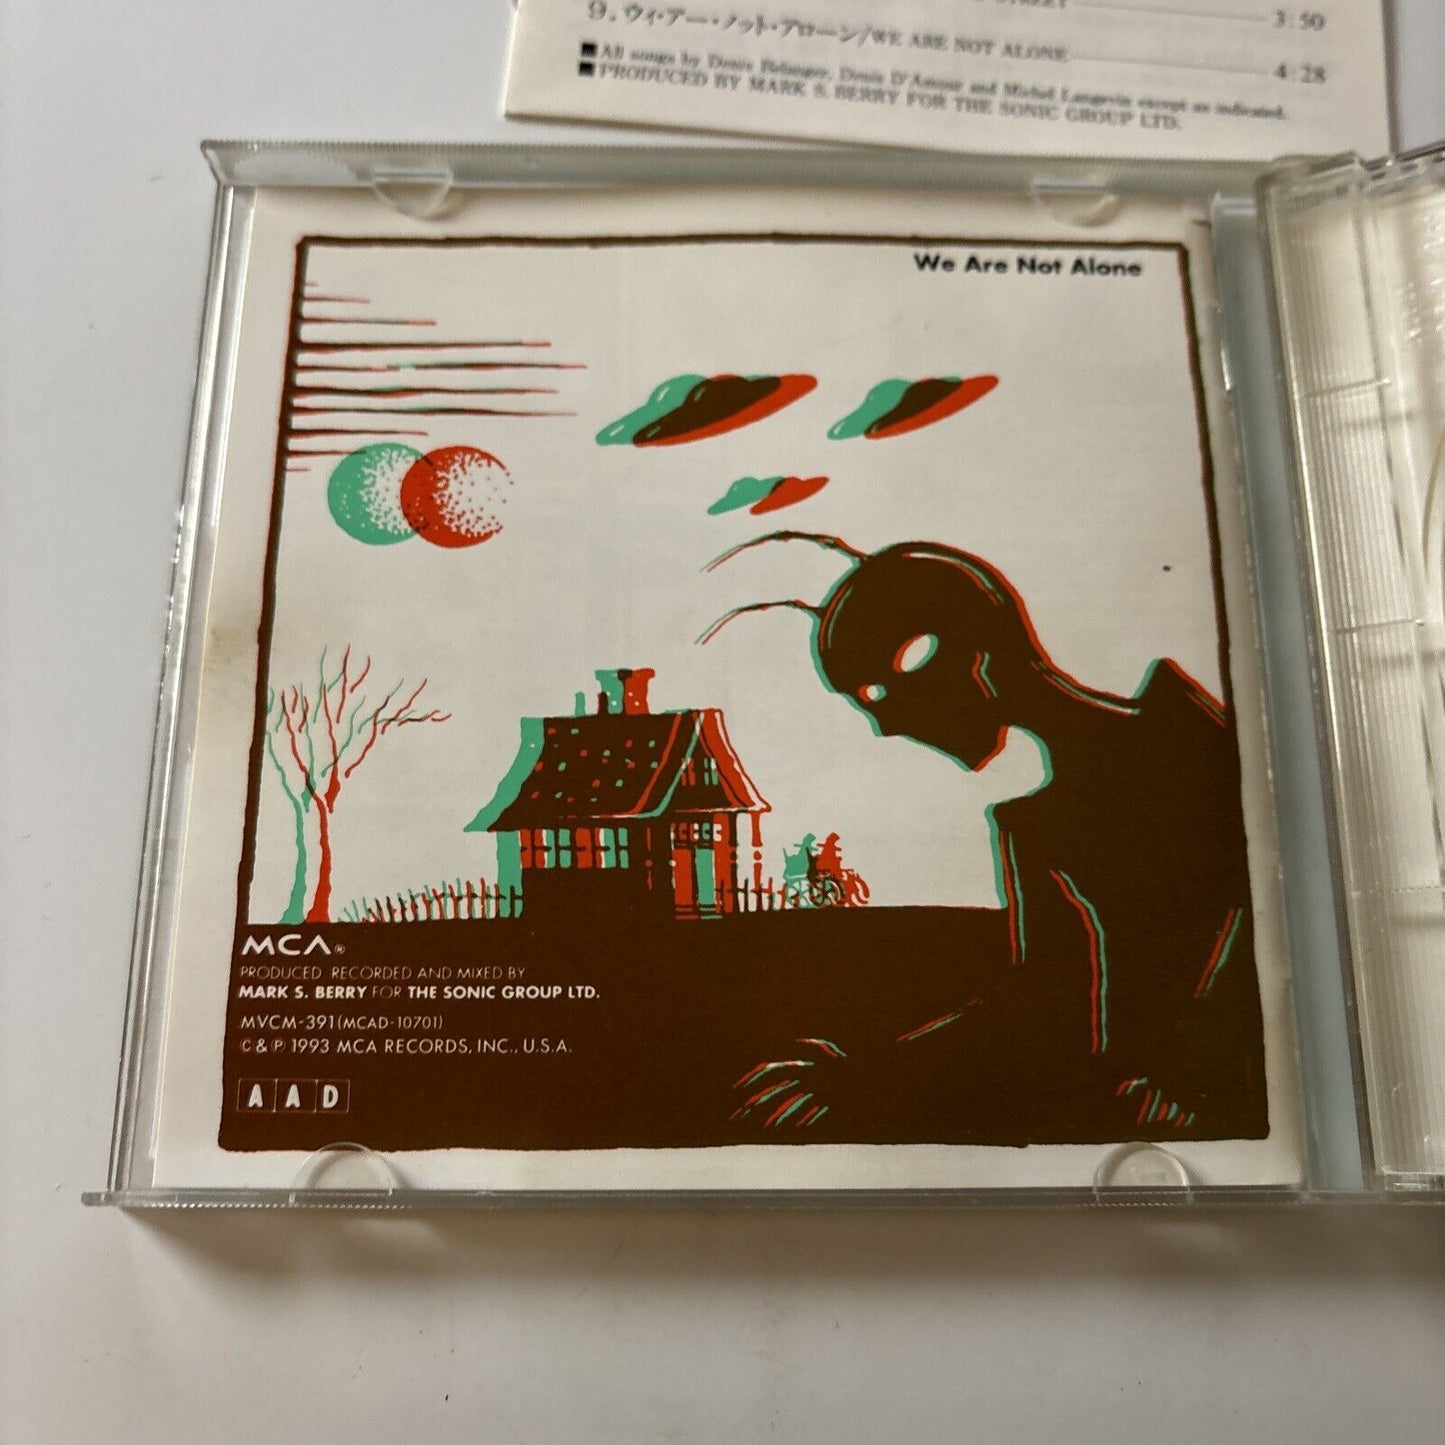 STREET 3:50
9. ウィ・アー・ノット・アローン/WE ARE NOT ALONE 4:28
■All songs by Denis Belanger, Denis D'Amour and Michel Langevin except as indicated.
■PRODUCED BY MARK S. BERRY FOR THE SONIC GROUP LTD.
We Are Not Alone
MCA®
PRODUCED RECORDED AND MIXED BY
MARK S. BERRY FOR THE SONIC GROUP LTD.
MVCM-391(MCAD-10701)
©&℗ 1993 MCA RECORDS, INC., U.S.A.
A A D